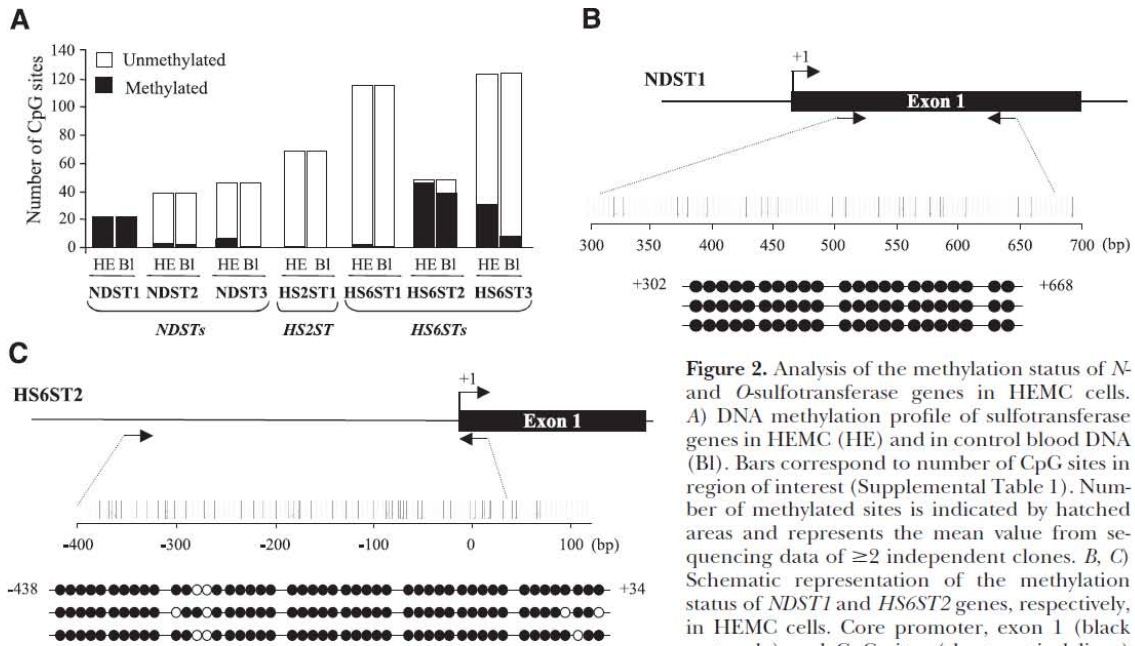 A
Unmethylated
Methylated
Number of CpG sites
140
120
100
80
60
40
20
0
HE Bl HE Bl HE Bl HE Bl HE Bl HE Bl HE Bl
NDST1 NDST2 NDST3 HS2ST1 HS6ST1 HS6ST2 HS6ST3
NDSTs HS2ST HS6STs
B
NDST1
+1
Exon 1
300 350 400 450 500 550 600 650 700 (bp)
+302 +668
C
HS6ST2
+1
Exon 1
-400 -300 -200 -100 0 100 (bp)
-438 +34
Figure 2. Analysis of the methylation status of N-
and O-sulfotransferase genes in HEMC cells.
A) DNA methylation profile of sulfotransferase
genes in HEMC (HE) and in control blood DNA
(Bl). Bars correspond to number of CpG sites in
region of interest (Supplemental Table 1). Num-
ber of methylated sites is indicated by hatched
areas and represents the mean value from se-
quencing data of ≥2 independent clones. B, C)
Schematic representation of the methylation
status of NDST1 and HS6ST2 genes, respectively,
in HEMC cells. Core promoter, exon 1 (black